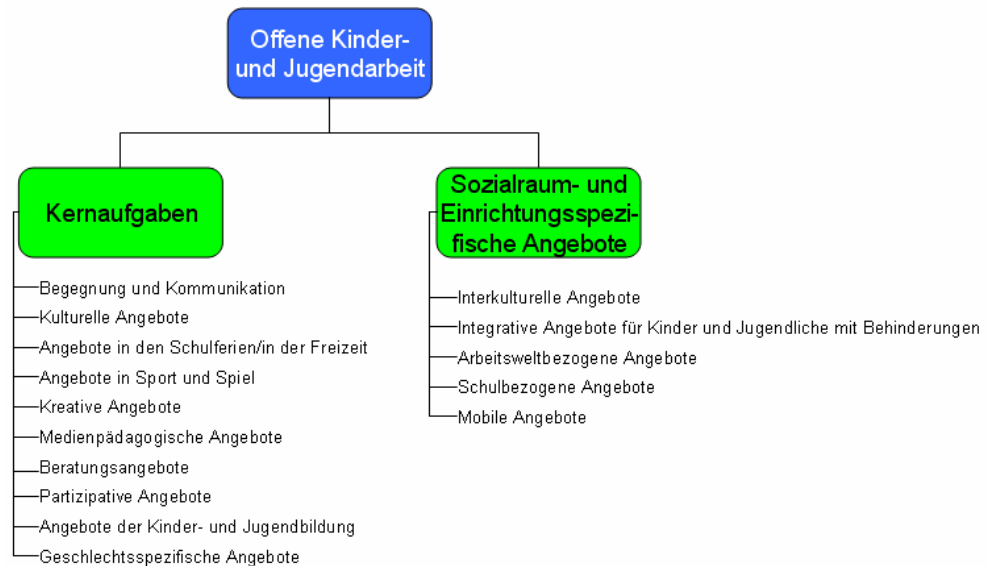 Offene Kinder-
und Jugendarbeit
Kernaufgaben
Begegnung und Kommunikation
Kulturelle Angebote
Angebote in den Schulferien/in der Freizeit
Angebote in Sport und Spiel
Kreative Angebote
Medienpädagogische Angebote
Beratungsangebote
Partizipative Angebote
Angebote der Kinder- und Jugendbildung
Geschlechtsspezifische Angebote
Sozialraum- und
Einrichtungsspezi-
fische Angebote
Interkulturelle Angebote
Integrative Angebote für Kinder und Jugendliche mit Behinderungen
Arbeitsweltbezogene Angebote
Schulbezogene Angebote
Mobile Angebote